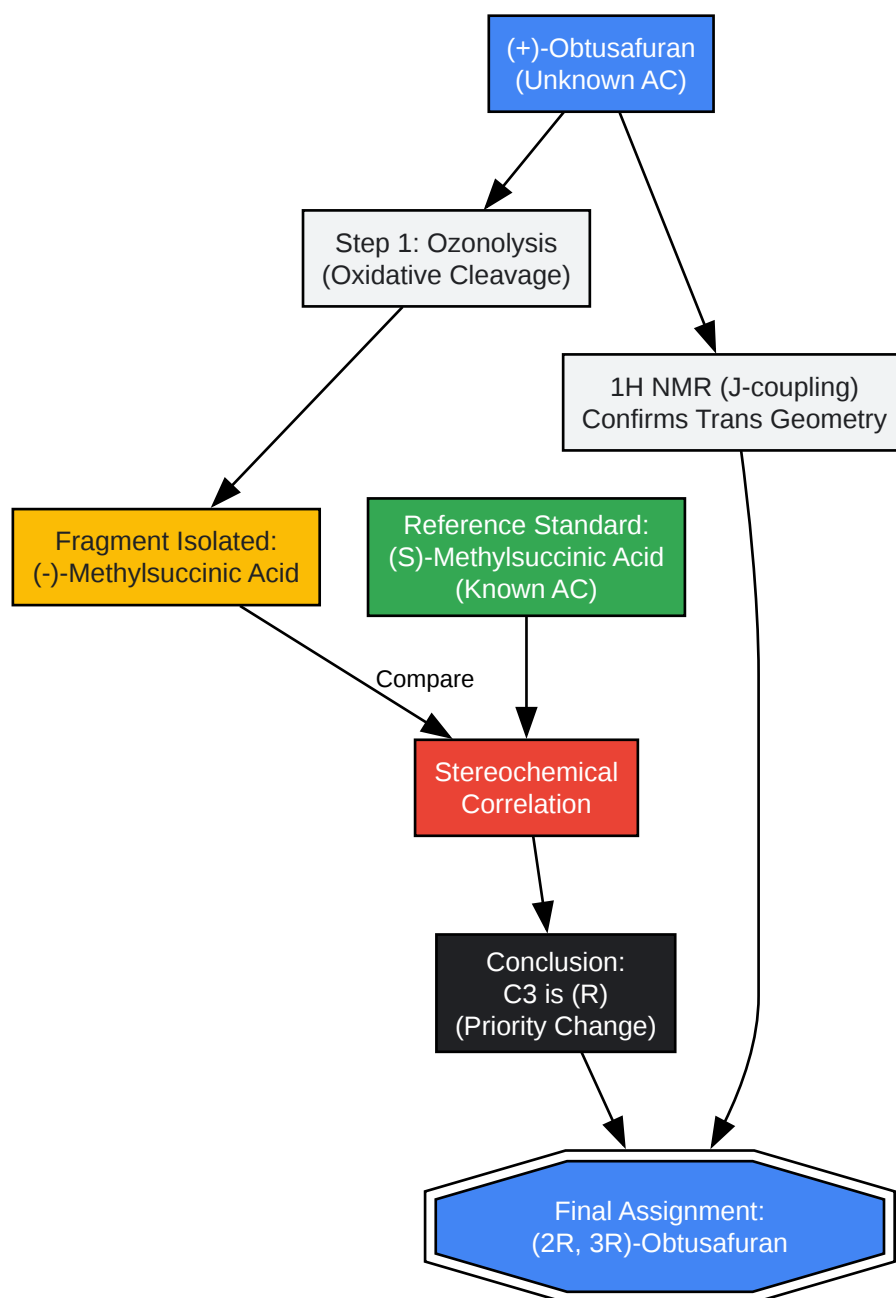 (+)-Obtusafuran
(Unknown AC)
Step 1: Ozonolysis
(Oxidative Cleavage)
1H NMR (J-coupling)
Confirms Trans Geometry
Fragment Isolated:
(-)-Methylsuccinic Acid
Reference Standard:
(S)-Methylsuccinic Acid
(Known AC)
Compare
Stereochemical
Correlation
Conclusion:
C3 is (R)
(Priority Change)
Final Assignment:
(2R, 3R)-Obtusafuran